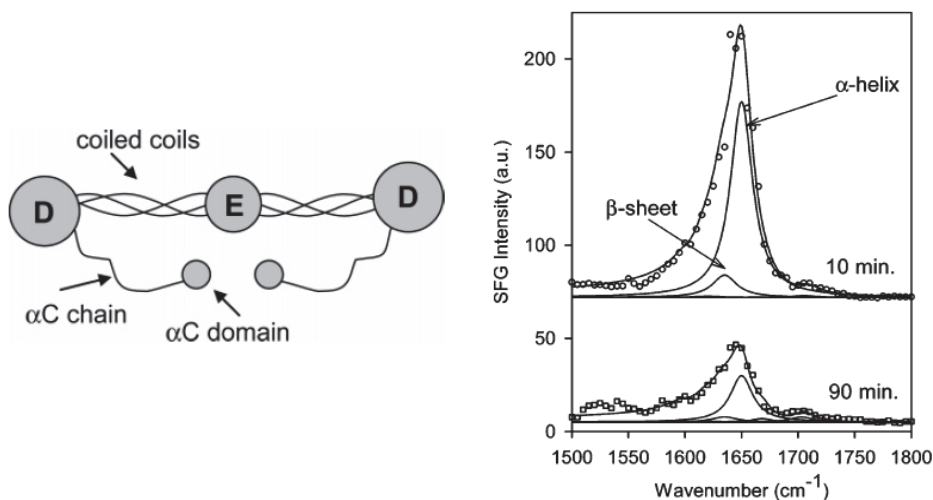 coiled coils
D
E
D
αC chain
αC domain
SFG Intensity (a.u.)
200
150
100
50
0
α-helix
β-sheet
10 min.
90 min.
1500 1550 1600 1650 1700 1750 1800
Wavenumber (cm⁻¹)